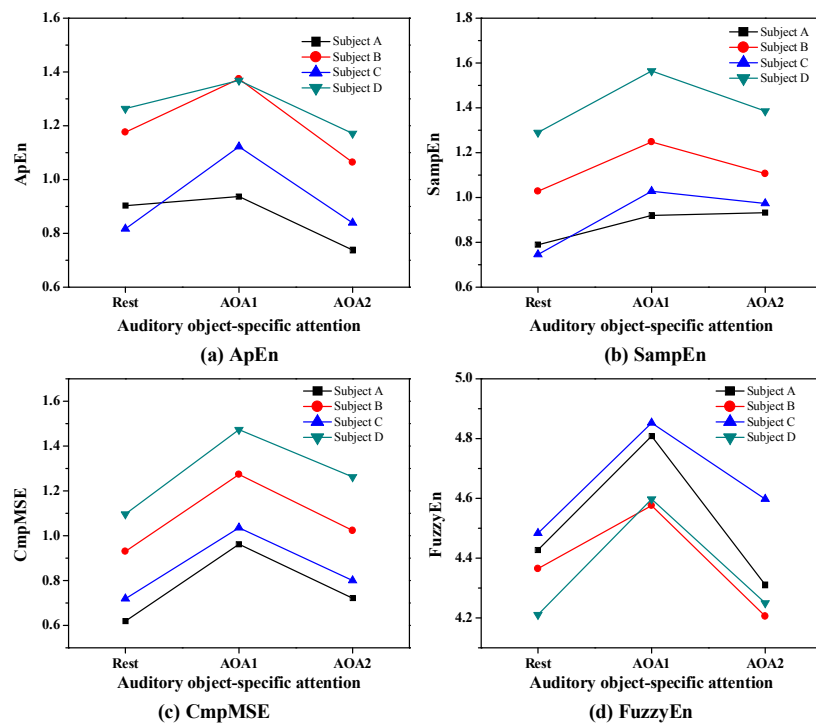 1.6
1.4
1.2
1.0
0.8
0.6
ApEn
Subject A
Subject B
Subject C
Subject D
Rest
AOA1
AOA2
Auditory object-specific attention
(a) ApEn
1.8
1.6
1.4
1.2
1.0
0.8
0.6
SampEn
Subject A
Subject B
Subject C
Subject D
Rest
AOA1
AOA2
Auditory object-specific attention
(b) SampEn
1.6
1.4
1.2
1.0
0.8
0.6
CmpMSE
Subject A
Subject B
Subject C
Subject D
Rest
AOA1
AOA2
Auditory object-specific attention
(c) CmpMSE
5.0
4.8
4.6
4.4
4.2
FuzzyEn
Subject A
Subject B
Subject C
Subject D
Rest
AOA1
AOA2
Auditory object-specific attention
(d) FuzzyEn